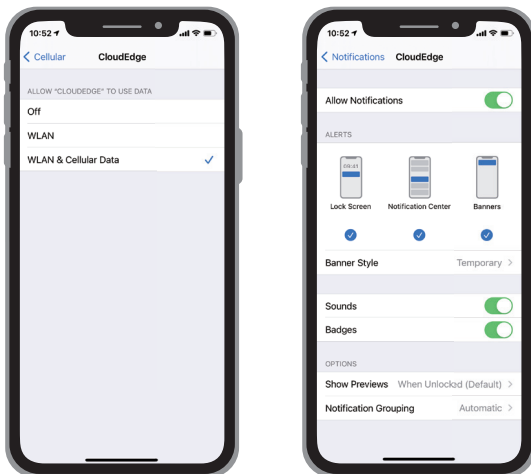 10:52
Cellular CloudEdge
ALLOW "CLOUDEDGE" TO USE DATA
Off
WLAN
WLAN & Cellular Data
10:52
Notifications CloudEdge
Allow Notifications
ALERTS
09:41
Lock Screen Notification Center Banners
Banner Style Temporary
Sounds
Badges
OPTIONS
Show Previews When Unlocked (Default)
Notification Grouping Automatic